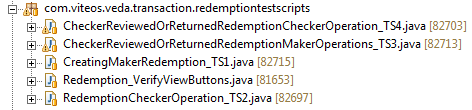 com.viteos.veda.transaction.redemptiontestscripts
CheckerReviewedOrReturnedRedemptionCheckerOperation_TS4.java [82703]
CheckerReviewedOrReturnedRedemptionMakerOperations_TS3.java [82713]
CreatingMakerRedemption_TS1.java [82715]
Redemption_VerifyViewButtons.java [81653]
RedemptionCheckerOperation_TS2.java [82697]